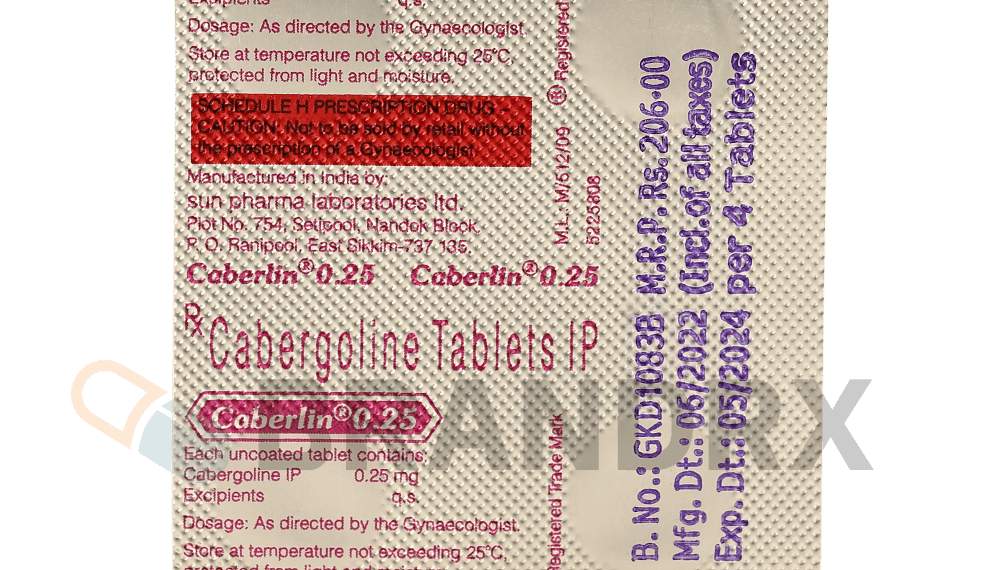 Excipients q.s.
Dosage: As directed by the Gynaecologist.
Store at temperature not exceeding 25°C,
protected from light and moisture.
SCHEDULE H PRESCRIPTION DRUG -
CAUTION: Not to be sold by retail without
the prescription of a Gynaecologist.
Manufactured in India by:
sun pharma laboratories ltd.
Plot No. 754, Setipool, Nandok Block,
P. O. Ranipool, East Sikkim-737 135.
Caberlin®0.25 Caberlin®0.25
Rx Cabergoline Tablets IP
Caberlin®0.25
Each uncoated tablet contains:
Cabergoline IP 0.25 mg
Excipients q.s.
Dosage: As directed by the Gynaecologist.
Store at temperature not exceeding 25°C,
protected from light and moisture.
® Registered
M.L.: M/512/09
5225808
Registered Trade Mark
B. No.: GKD1083B M.R.P. Rs.206.00
Mfg. Dt.: 06/2022 (Incl.of all taxes)
Exp. Dt.: 05/2024 per 4 Tablets
BRANDRX